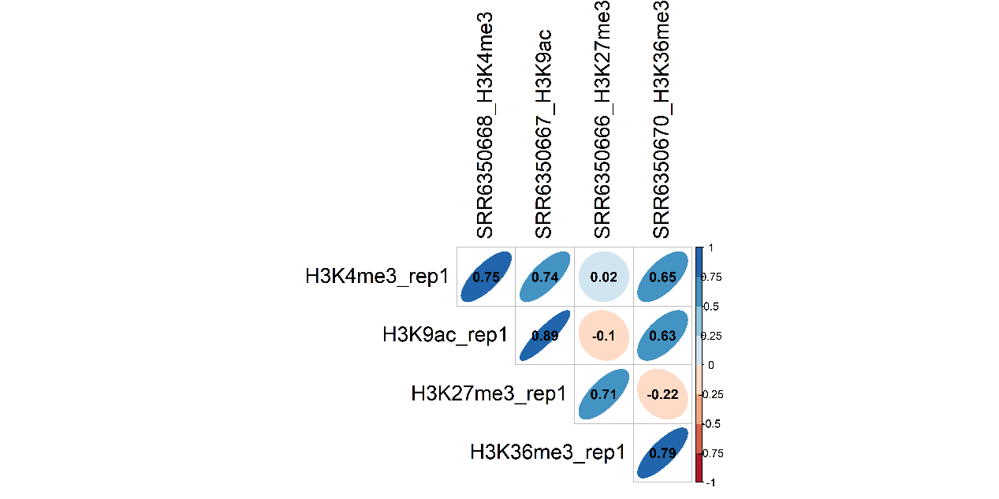 SRR6350668_H3K4me3
SRR6350667_H3K9ac
SRR6350666_H3K27me3
SRR6350670_H3K36me3
H3K4me3_rep1 0.75 0.74 0.02 0.65
H3K9ac_rep1 0.89 -0.1 0.63
H3K27me3_rep1 0.71 -0.22
H3K36me3_rep1 0.79
1
0.75
0.5
0.25
0
-0.25
-0.5
-0.75
-1